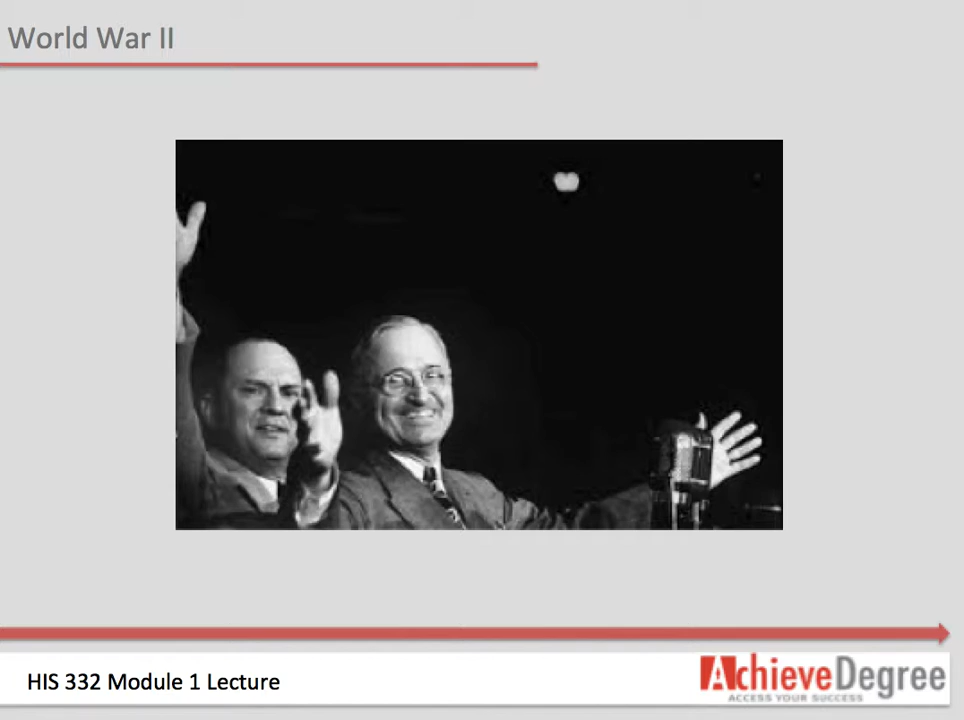 World War II
HIS 332 Module 1 Lecture
AchieveDegree
ACCESS YOUR SUCCESS